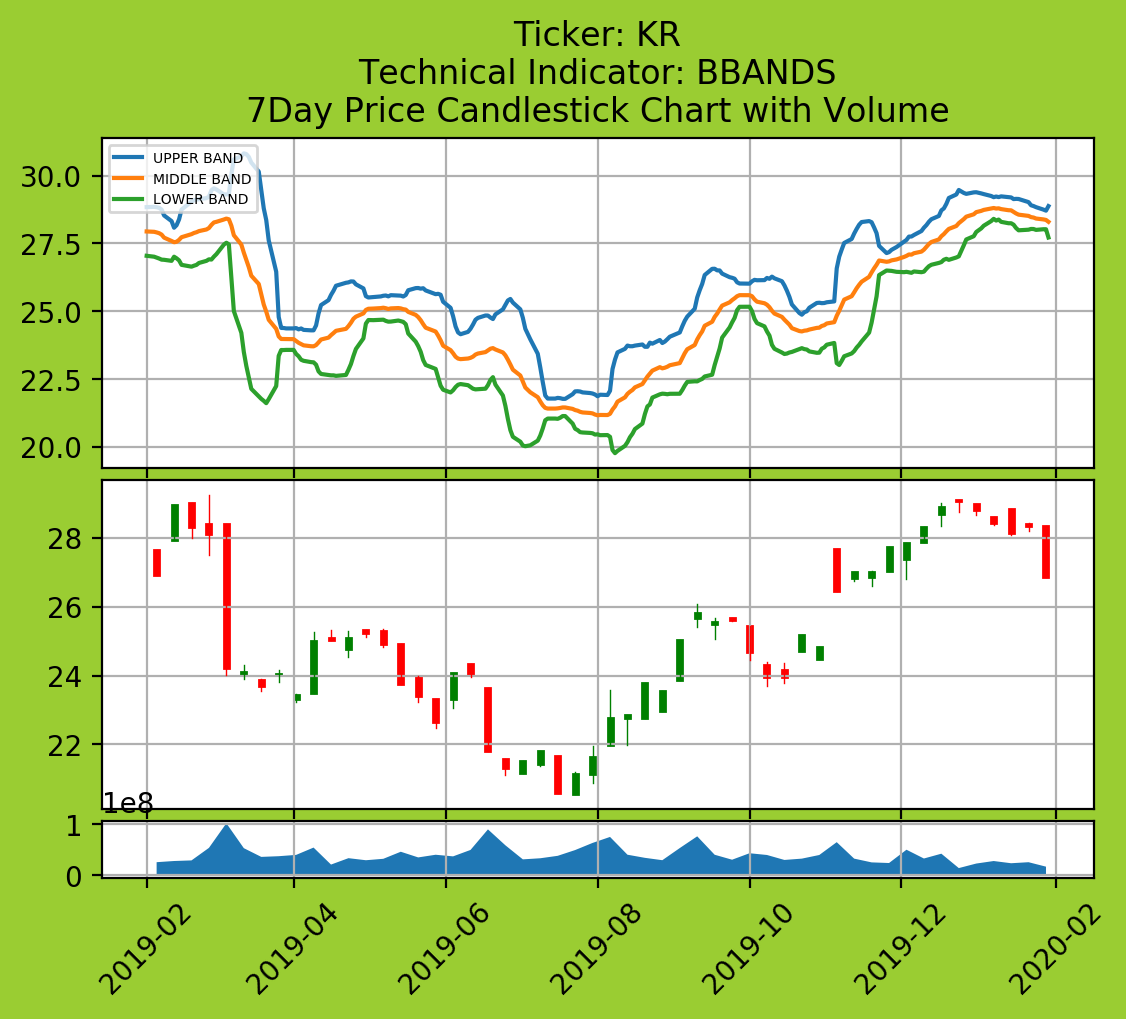 Ticker: KR
Technical Indicator: BBANDS
7Day Price Candlestick Chart with Volume
UPPER BAND
MIDDLE BAND
LOWER BAND
30.0
27.5
25.0
22.5
20.0
28
26
24
22
1e8
1
0
2019-02
2019-04
2019-06
2019-08
2019-10
2019-12
2020-02